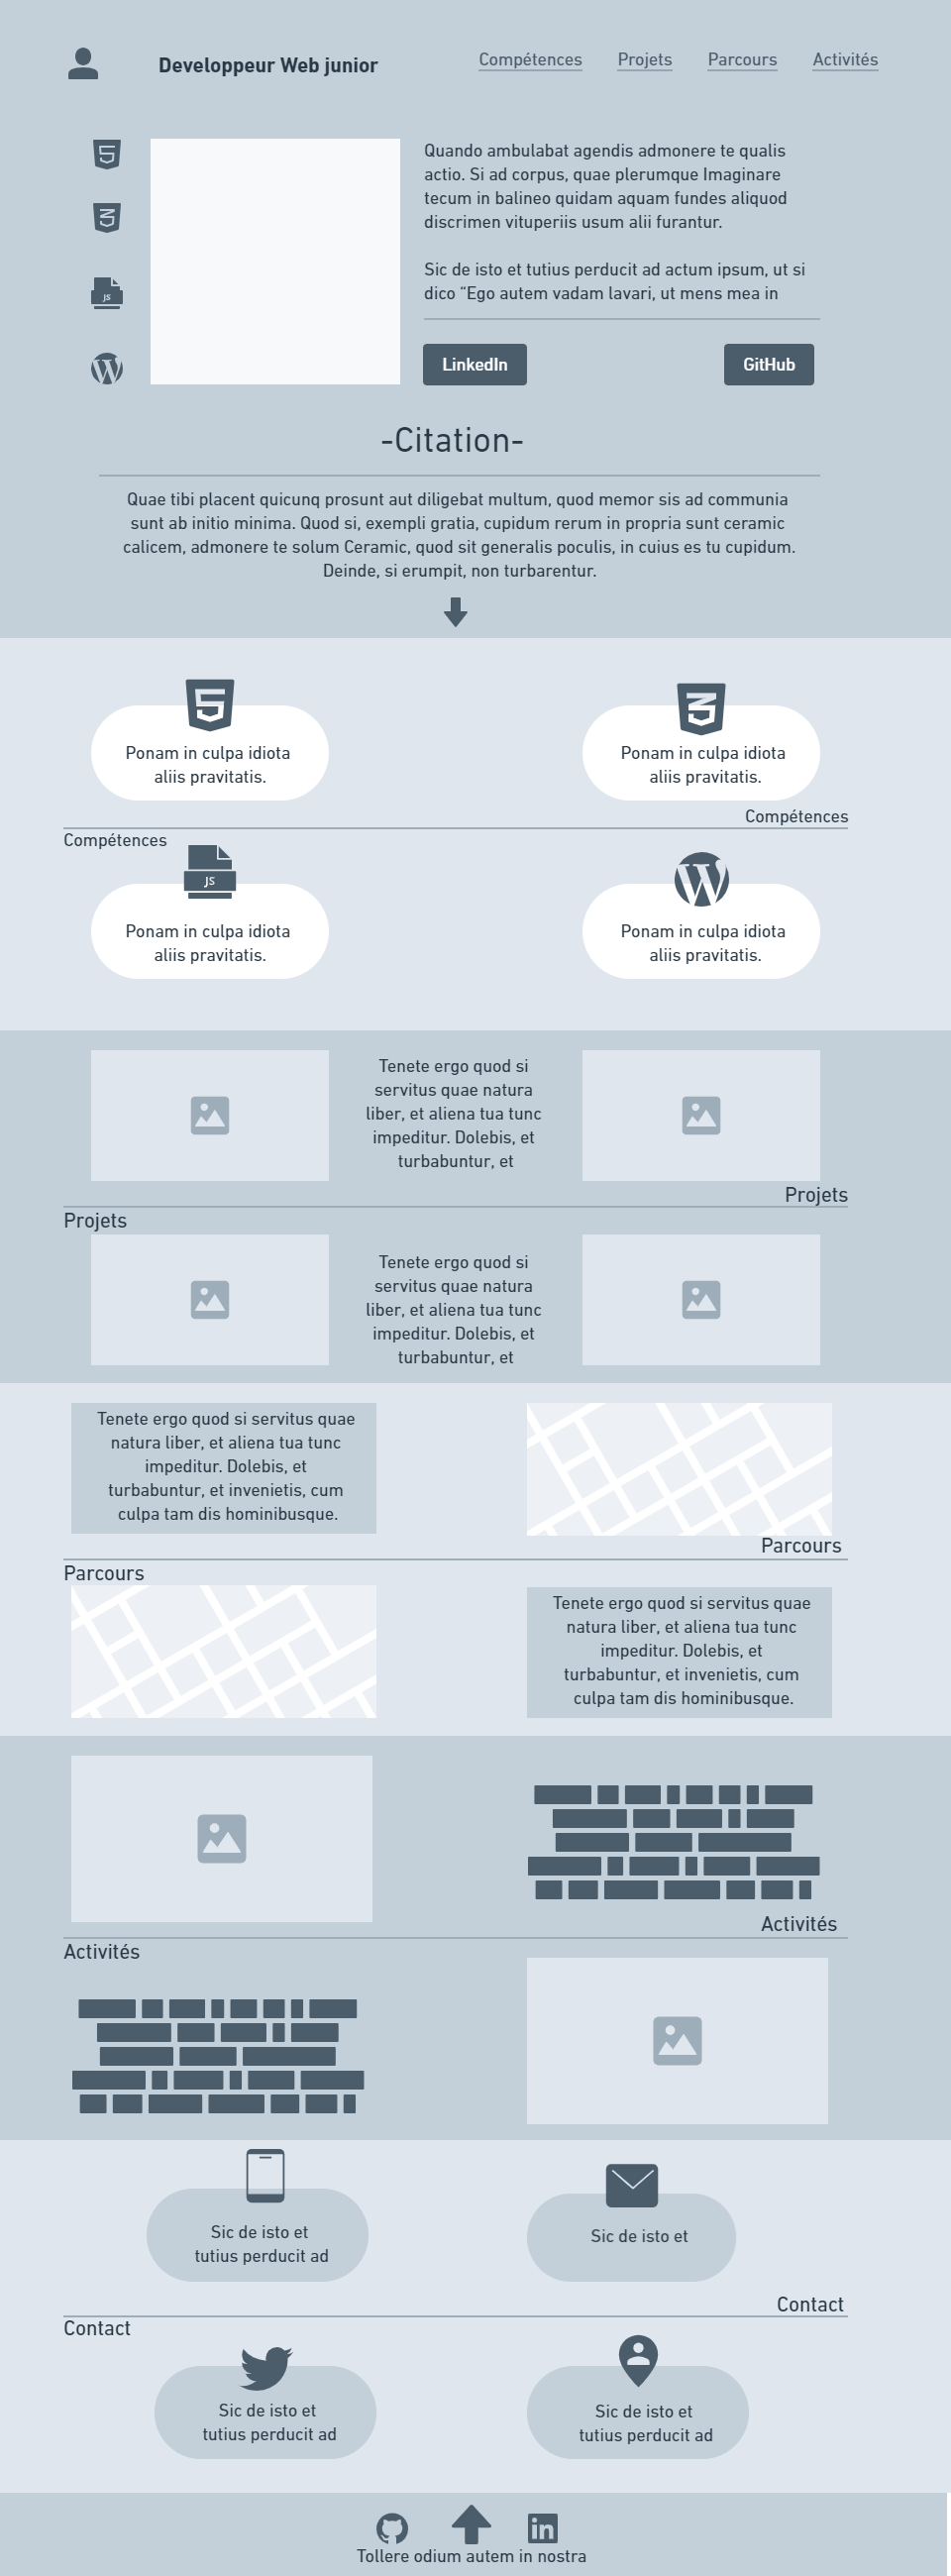 Developpeur Web junior
Compétences
Projets
Parcours
Activités
Quando ambulabat agendis admonere te qualis
actio. Si ad corpus, quae plerumque Imaginare
tecum in balineo quidam aquam fundes aliquod
discrimen vituperiis usum alii furantur.
Sic de isto et tutius perducit ad actum ipsum, ut si
dico “Ego autem vadam lavari, ut mens mea in
JS
LinkedIn
GitHub
-Citation-
Quae tibi placent quicunq prosunt aut diligebat multum, quod memor sis ad communia
sunt ab initio minima. Quod si, exempli gratia, cupidum rerum in propria sunt ceramic
calicem, admonere te solum Ceramic, quod sit generalis poculis, in cuius es tu cupidum.
Deinde, si erumpit, non turbarentur.
Ponam in culpa idiota
aliis pravitatis.
Ponam in culpa idiota
aliis pravitatis.
Compétences
Compétences
JS
Ponam in culpa idiota
aliis pravitatis.
Ponam in culpa idiota
aliis pravitatis.
Tenete ergo quod si
servitus quae natura
liber, et aliena tua tunc
impeditur. Dolebis, et
turbabuntur, et
Projets
Projets
Tenete ergo quod si
servitus quae natura
liber, et aliena tua tunc
impeditur. Dolebis, et
turbabuntur, et
Tenete ergo quod si servitus quae
natura liber, et aliena tua tunc
impeditur. Dolebis, et
turbabuntur, et invenietis, cum
culpa tam dis hominibusque.
Parcours
Parcours
Tenete ergo quod si servitus quae
natura liber, et aliena tua tunc
impeditur. Dolebis, et
turbabuntur, et invenietis, cum
culpa tam dis hominibusque.
Activités
Activités
Sic de isto et
tutius perducit ad
Sic de isto et
Contact
Contact
Sic de isto et
tutius perducit ad
Sic de isto et
tutius perducit ad
Tollere odium autem in nostra